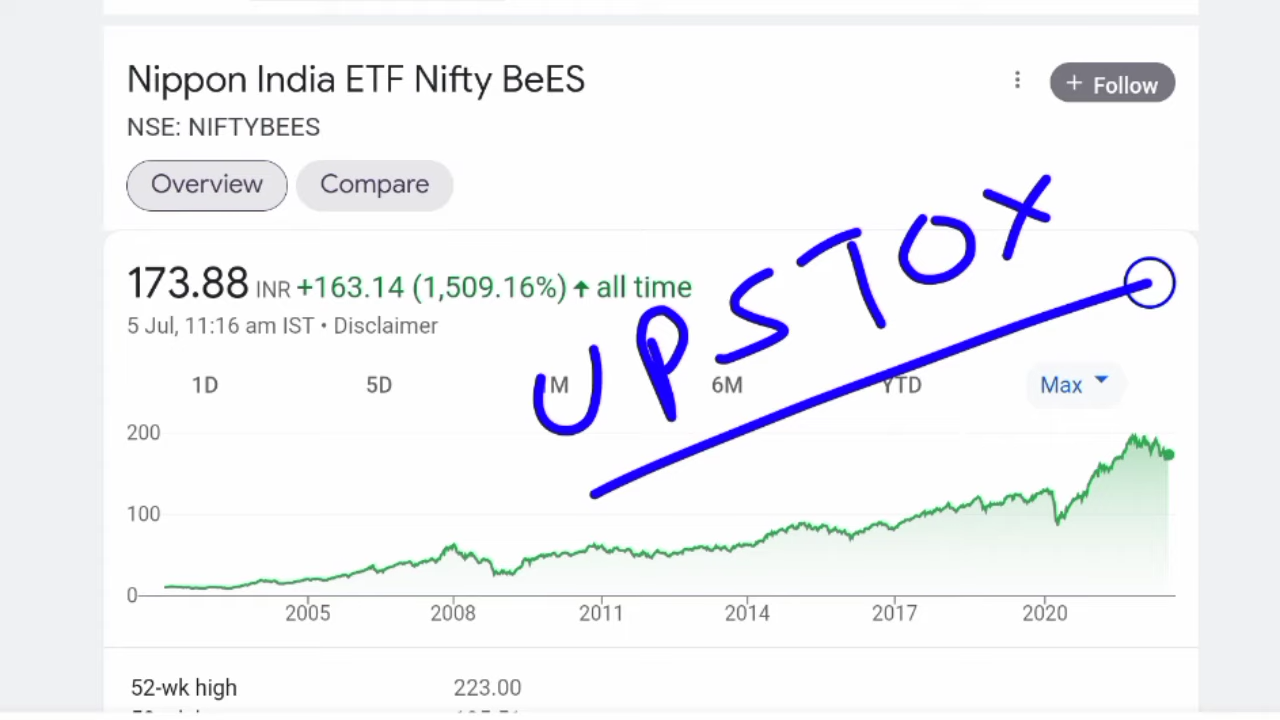 Nippon India ETF Nifty BeES
+ Follow
NSE: NIFTYBEES
Overview Compare
UPSTOX
173.88 INR +163.14 (1,509.16%) ↑ all time
5 Jul, 11:16 am IST • Disclaimer
1D 5D 1M 6M YTD Max
200
100
0
2005 2008 2011 2014 2017 2020
52-wk high 223.00